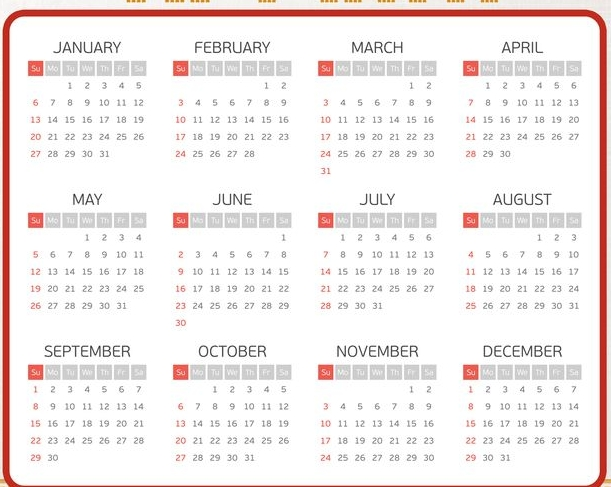 JANUARY
Su Mo Tu We Th Fr Sa
1 2 3 4 5
6 7 8 9 10 11 12
13 14 15 16 17 18 19
20 21 22 23 24 25 26
27 28 29 30 31
FEBRUARY
Su Mo Tu We Th Fr Sa
1 2
3 4 5 6 7 8 9
10 11 12 13 14 15 16
17 18 19 20 21 22 23
24 25 26 27 28
MARCH
Su Mo Tu We Th Fr Sa
1 2
3 4 5 6 7 8 9
10 11 12 13 14 15 16
17 18 19 20 21 22 23
24 25 26 27 28 29 30
31
APRIL
Su Mo Tu We Th Fr Sa
1 2 3 4 5 6
7 8 9 10 11 12 13
14 15 16 17 18 19 20
21 22 23 24 25 26 27
28 29 30
MAY
Su Mo Tu We Th Fr Sa
1 2 3 4
5 6 7 8 9 10 11
12 13 14 15 16 17 18
19 20 21 22 23 24 25
26 27 28 29 30 31
JUNE
Su Mo Tu We Th Fr Sa
1
2 3 4 5 6 7 8
9 10 11 12 13 14 15
16 17 18 19 20 21 22
23 24 25 26 27 28 29
30
JULY
Su Mo Tu We Th Fr Sa
1 2 3 4 5 6
7 8 9 10 11 12 13
14 15 16 17 18 19 20
21 22 23 24 25 26 27
28 29 30 31
AUGUST
Su Mo Tu We Th Fr Sa
1 2 3
4 5 6 7 8 9 10
11 12 13 14 15 16 17
18 19 20 21 22 23 24
25 26 27 28 29 30 31
SEPTEMBER
Su Mo Tu We Th Fr Sa
1 2 3 4 5 6 7
8 9 10 11 12 13 14
15 16 17 18 19 20 21
22 23 24 25 26 27 28
29 30
OCTOBER
Su Mo Tu We Th Fr Sa
1 2 3 4 5
6 7 8 9 10 11 12
13 14 15 16 17 18 19
20 21 22 23 24 25 26
27 28 29 30 31
NOVEMBER
Su Mo Tu We Th Fr Sa
1 2
3 4 5 6 7 8 9
10 11 12 13 14 15 16
17 18 19 20 21 22 23
24 25 26 27 28 29 30
DECEMBER
Su Mo Tu We Th Fr Sa
1 2 3 4 5 6 7
8 9 10 11 12 13 14
15 16 17 18 19 20 21
22 23 24 25 26 27 28
29 30 31